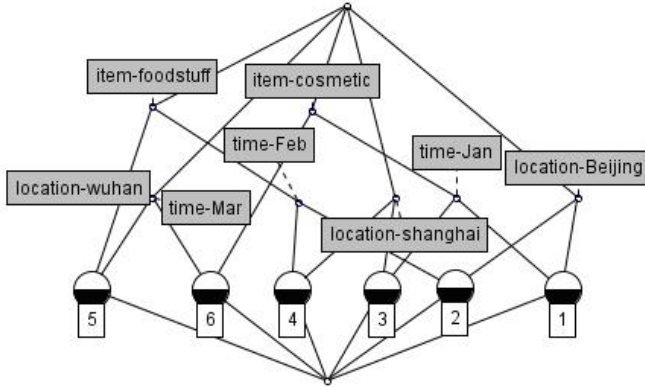 item-foodstuff
item-cosmetic
time-Feb
time-Jan
location-wuhan
location-Beijing
time-Mar
location-shanghai
5
6
4
3
2
1